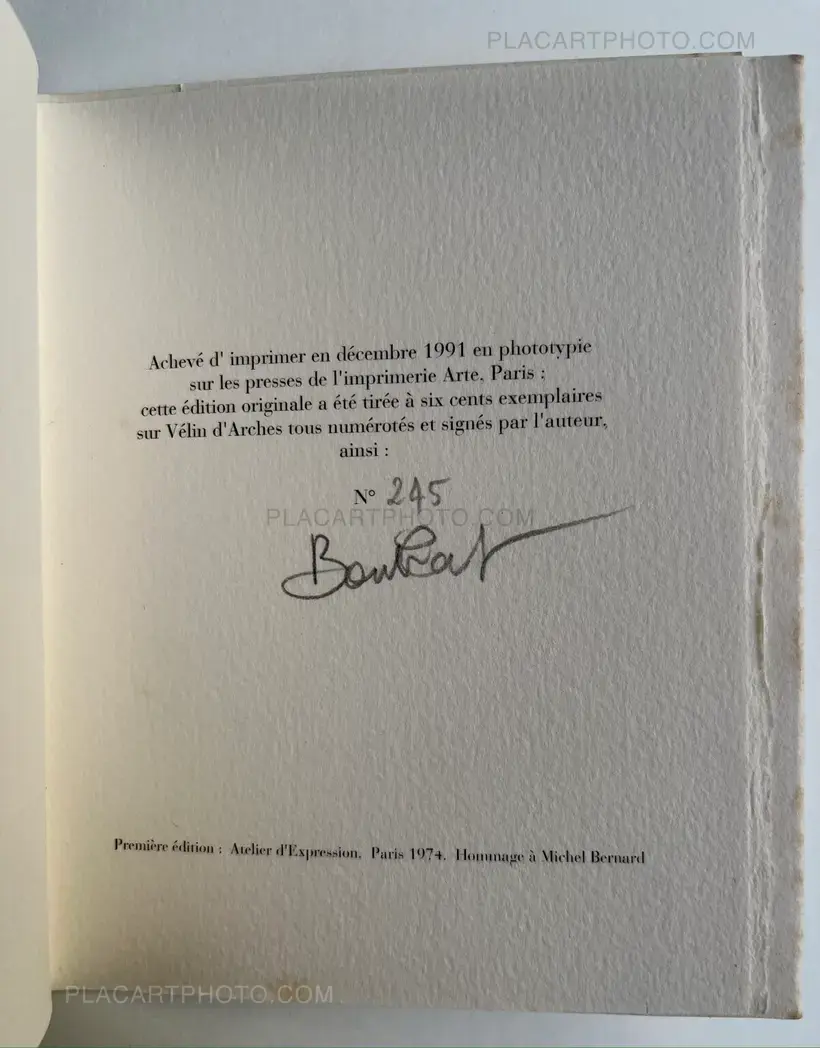 PLACARTPHOTO.COM
Achevé d' imprimer en décembre 1991 en phototypie
sur les presses de l'imprimerie Arte, Paris :
cette édition originale a été tirée à six cents exemplaires
sur Vélin d'Arches tous numérotés et signés par l'auteur,
ainsi :
N° 245
PLACARTPHOTO.COM
Boubat
Première édition : Atelier d'Expression, Paris 1974. Hommage à Michel Bernard
PLACARTPHOTO.COM